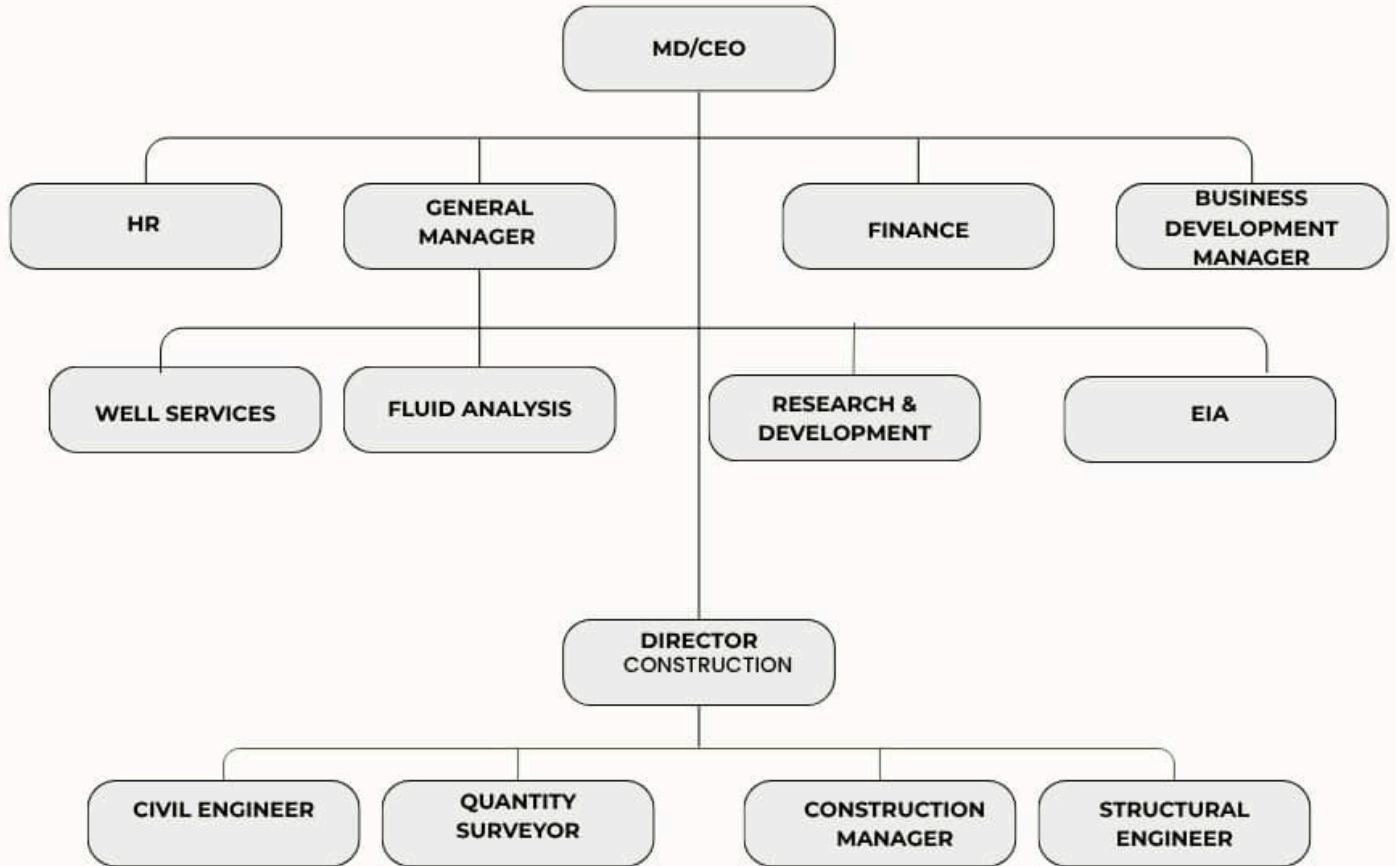 MD/CEO
HR
GENERAL
MANAGER
FINANCE
BUSINESS
DEVELOPMENT
MANAGER
WELL SERVICES
FLUID ANALYSIS
RESEARCH &
DEVELOPMENT
EIA
DIRECTOR
CONSTRUCTION
CIVIL ENGINEER
QUANTITY
SURVEYOR
CONSTRUCTION
MANAGER
STRUCTURAL
ENGINEER